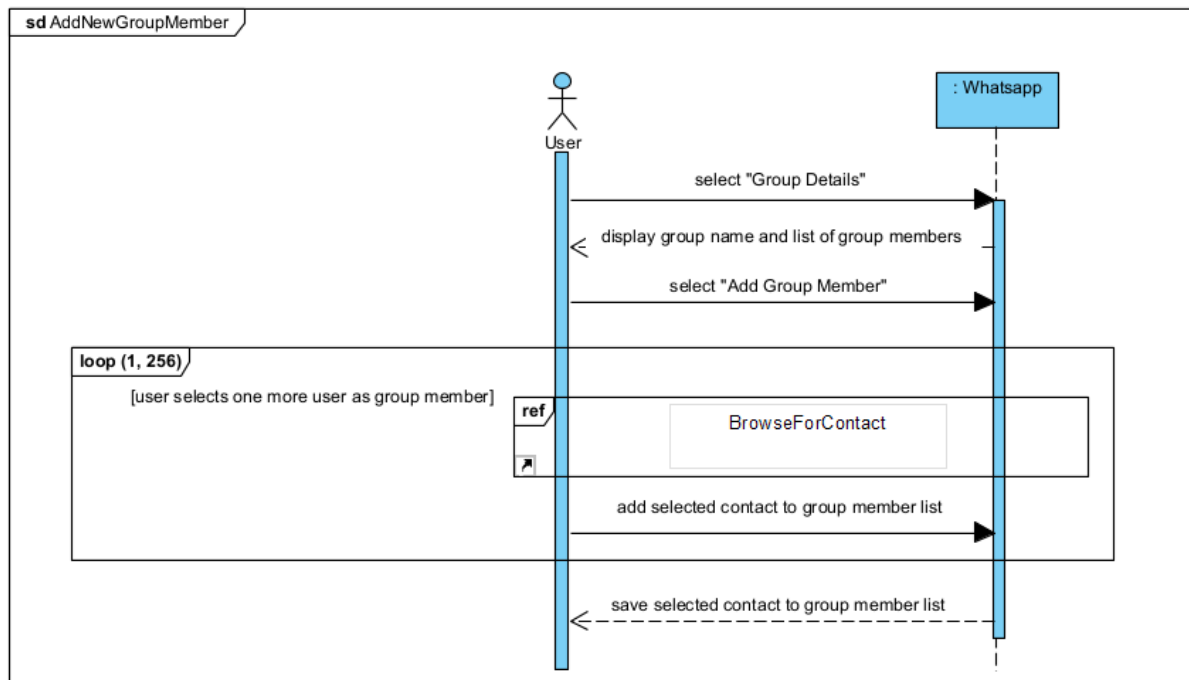 sd AddNewGroupMember
: Whatsapp
User
select "Group Details"
display group name and list of group members
select "Add Group Member"
loop (1, 256)
[user selects one more user as group member]
ref
BrowseForContact
add selected contact to group member list
save selected contact to group member list